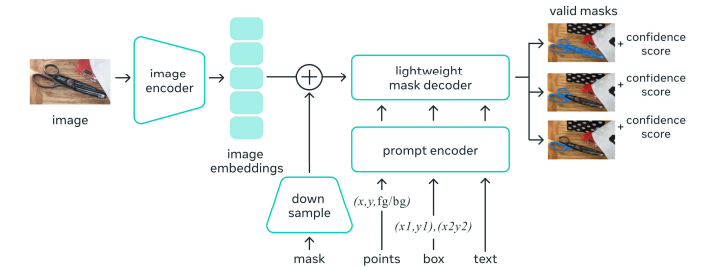 valid masks
+ confidence
score
image
encoder
lightweight
mask decoder
+ confidence
score
image
+ confidence
score
prompt encoder
image
embeddings
down
sample
(x,y,fg/bg)
(x1,y1),(x2y2)
mask
points
box
text